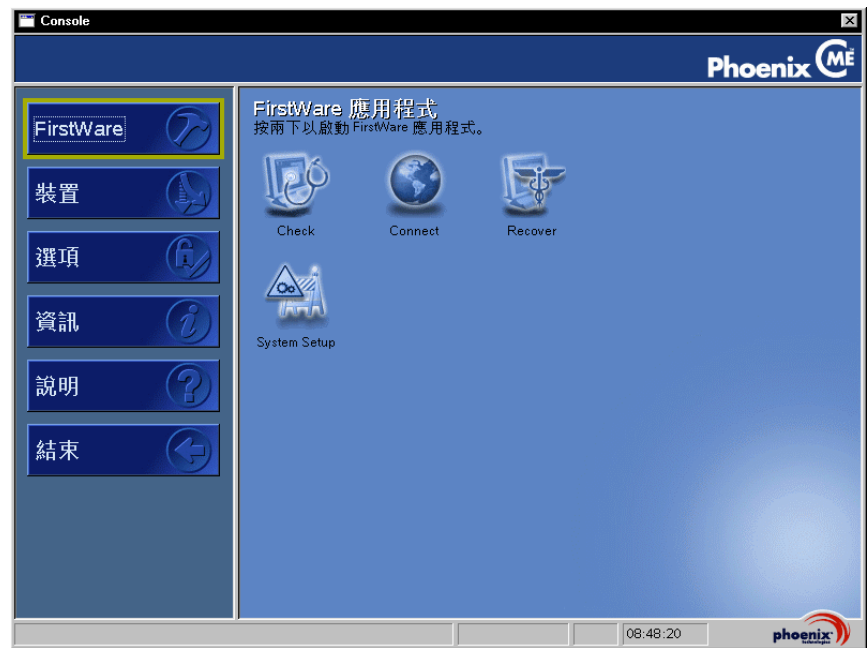 Console
Phoenix cME
FirstWare
裝置
選項
資訊
說明
結束
FirstWare 應用程式
按兩下以啟動 FirstWare 應用程式。
Check
Connect
Recover
System Setup
08:48:20
phoenix
technologies